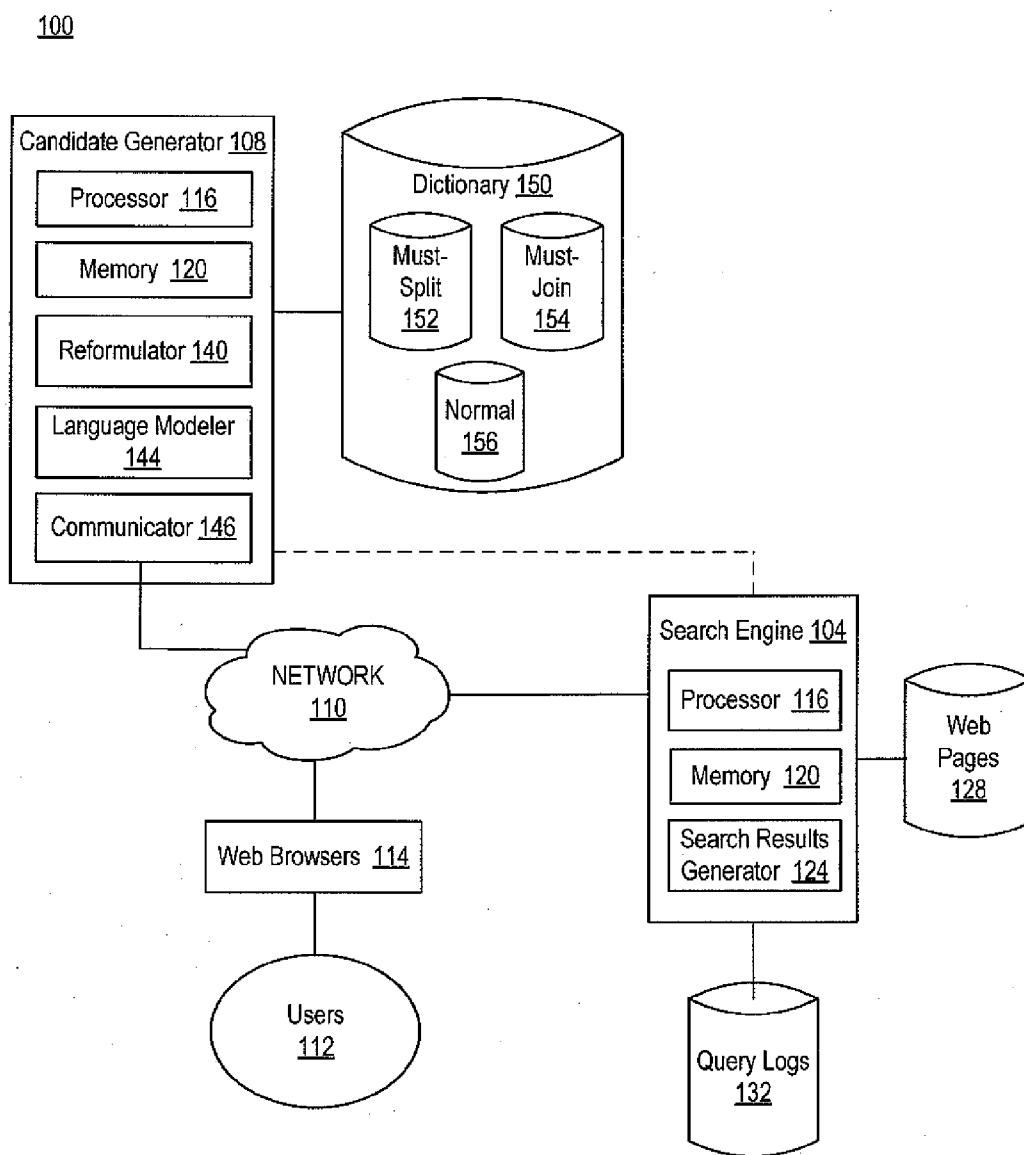 100
Candidate Generator 108
Processor 116
Memory 120
Reformulator 140
Language Modeler
144
Communicator 146
Dictionary 150
Must-
Split
152
Must-
Join
154
Normal
156
NETWORK
110
Web Browsers 114
Users
112
Search Engine 104
Processor 116
Memory 120
Search Results
Generator 124
Web
Pages
128
Query Logs
132